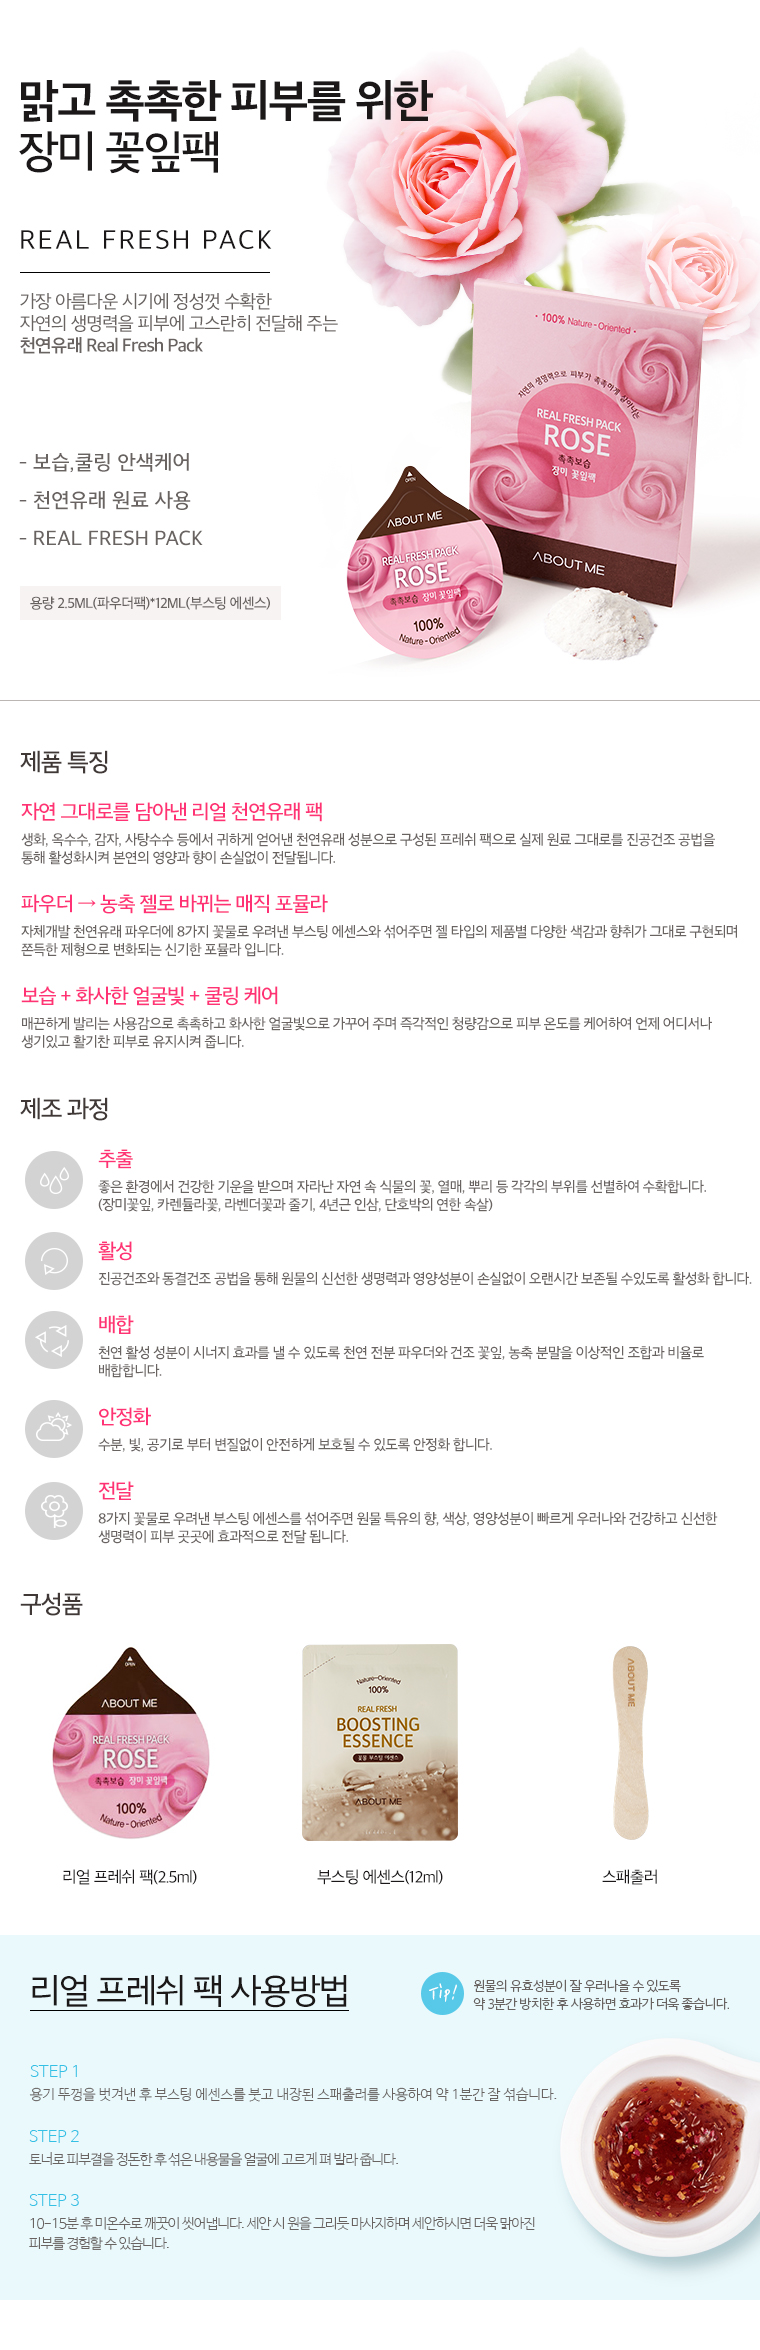 맑고 촉촉한 피부를 위한
장미 꽃잎팩
REAL FRESH PACK
가장 아름다운 시기에 정성껏 수확한
자연의 생명력을 피부에 고스란히 전달해 주는
천연유래 Real Fresh Pack
- 보습,쿨링 안색케어
- 천연유래 원료 사용
- REAL FRESH PACK
용량 2.5ML(파우더팩)*12ML(부스팅 에센스)
· 100% Nature-Oriented ·
자연의 생명력으로 피부가 촉촉하게 살아나는
REAL FRESH PACK
ROSE
촉촉보습
장미 꽃잎팩
ABOUT ME
OPEN
ABOUT ME
REAL FRESH PACK
ROSE
촉촉보습 장미 꽃잎팩
100%
Nature-Oriented
제품 특징
자연 그대로를 담아낸 리얼 천연유래 팩
생화, 옥수수, 감자, 사탕수수 등에서 귀하게 얻어낸 천연유래 성분으로 구성된 프레쉬 팩으로 실제 원료 그대로를 진공건조 공법을
통해 활성화시켜 본연의 영양과 향이 손실없이 전달됩니다.
파우더 → 농축 젤로 바뀌는 매직 포뮬라
자체개발 천연유래 파우더에 8가지 꽃물로 우려낸 부스팅 에센스와 섞어주면 젤 타입의 제품별 다양한 색감과 향취가 그대로 구현되며
쫀득한 제형으로 변화되는 신기한 포뮬라 입니다.
보습 + 화사한 얼굴빛 + 쿨링 케어
매끈하게 발리는 사용감으로 촉촉하고 화사한 얼굴빛으로 가꾸어 주며 즉각적인 청량감으로 피부 온도를 케어하여 언제 어디서나
생기있고 활기찬 피부로 유지시켜 줍니다.
제조 과정
추출
좋은 환경에서 건강한 기운을 받으며 자라난 자연 속 식물의 꽃, 열매, 뿌리 등 각각의 부위를 선별하여 수확합니다.
(장미꽃잎, 카렌듈라꽃, 라벤더꽃과 줄기, 4년근 인삼, 단호박의 연한 속살)
활성
진공건조와 동결건조 공법을 통해 원물의 신선한 생명력과 영양성분이 손실없이 오랜시간 보존될 수있도록 활성화 합니다.
배합
천연 활성 성분이 시너지 효과를 낼 수 있도록 천연 전분 파우더와 건조 꽃잎, 농축 분말을 이상적인 조합과 비율로
배합합니다.
안정화
수분, 빛, 공기로 부터 변질없이 안전하게 보호될 수 있도록 안정화 합니다.
전달
8가지 꽃물로 우려낸 부스팅 에센스를 섞어주면 원물 특유의 향, 색상, 영양성분이 빠르게 우러나와 건강하고 신선한
생명력이 피부 곳곳에 효과적으로 전달 됩니다.
구성품
OPEN
ABOUT ME
REAL FRESH PACK
ROSE
촉촉보습 장미 꽃잎팩
100%
Nature-Oriented
Nature-Oriented
100%
REAL FRESH
BOOSTING
ESSENCE
꽃물 부스팅 에센스
ABOUT ME
ABOUT ME
리얼 프레쉬 팩(2.5ml)
부스팅 에센스(12ml)
스패출러
리얼 프레쉬 팩 사용방법
Tip!
원물의 유효성분이 잘 우러나올 수 있도록
약 3분간 방치한 후 사용하면 효과가 더욱 좋습니다.
STEP 1
용기 뚜껑을 벗겨낸 후 부스팅 에센스를 붓고 내장된 스패출러를 사용하여 약 1분간 잘 섞습니다.
STEP 2
토너로 피부결을 정돈한 후 섞은 내용물을 얼굴에 고르게 펴 발라 줍니다.
STEP 3
10-15분 후 미온수로 깨끗이 씻어냅니다. 세안 시 원을 그리듯 마사지하며 세안하시면 더욱 맑아진
피부를 경험할 수 있습니다.